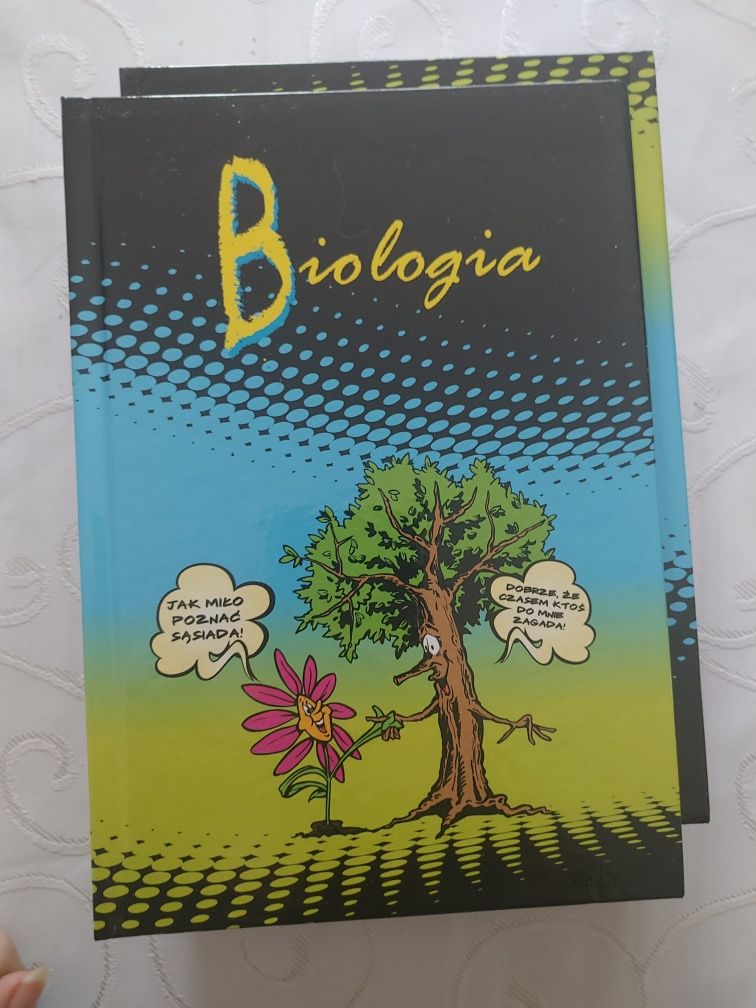 Biologia
JAK MIŁO
POZNAĆ
SĄSIADA!
DOBRZE, ŻE
CZASEM KTOŚ
DO MNIE
ZAGADA!